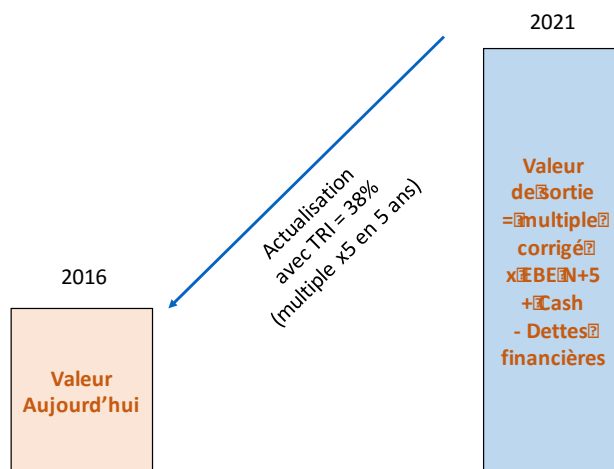 2021
Actualisation
avec TRI = 38%
(multiple x5 en 5 ans)
2016
Valeur
Aujourd’hui
Valeur
de sortie
= multiple
corrigé
x EBE N+5
+ Cash
- Dettes
financières